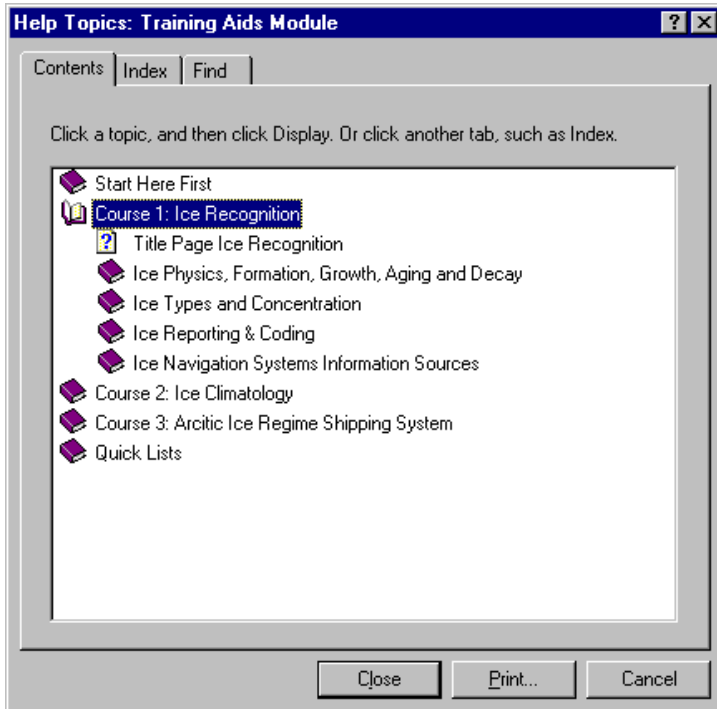 Help Topics: Training Aids Module
Contents Index Find
Click a topic, and then click Display. Or click another tab, such as Index.
Start Here First
Course 1: Ice Recognition
Title Page Ice Recognition
Ice Physics, Formation, Growth, Aging and Decay
Ice Types and Concentration
Ice Reporting & Coding
Ice Navigation Systems Information Sources
Course 2: Ice Climatology
Course 3: Arcitic Ice Regime Shipping System
Quick Lists
Close Print... Cancel